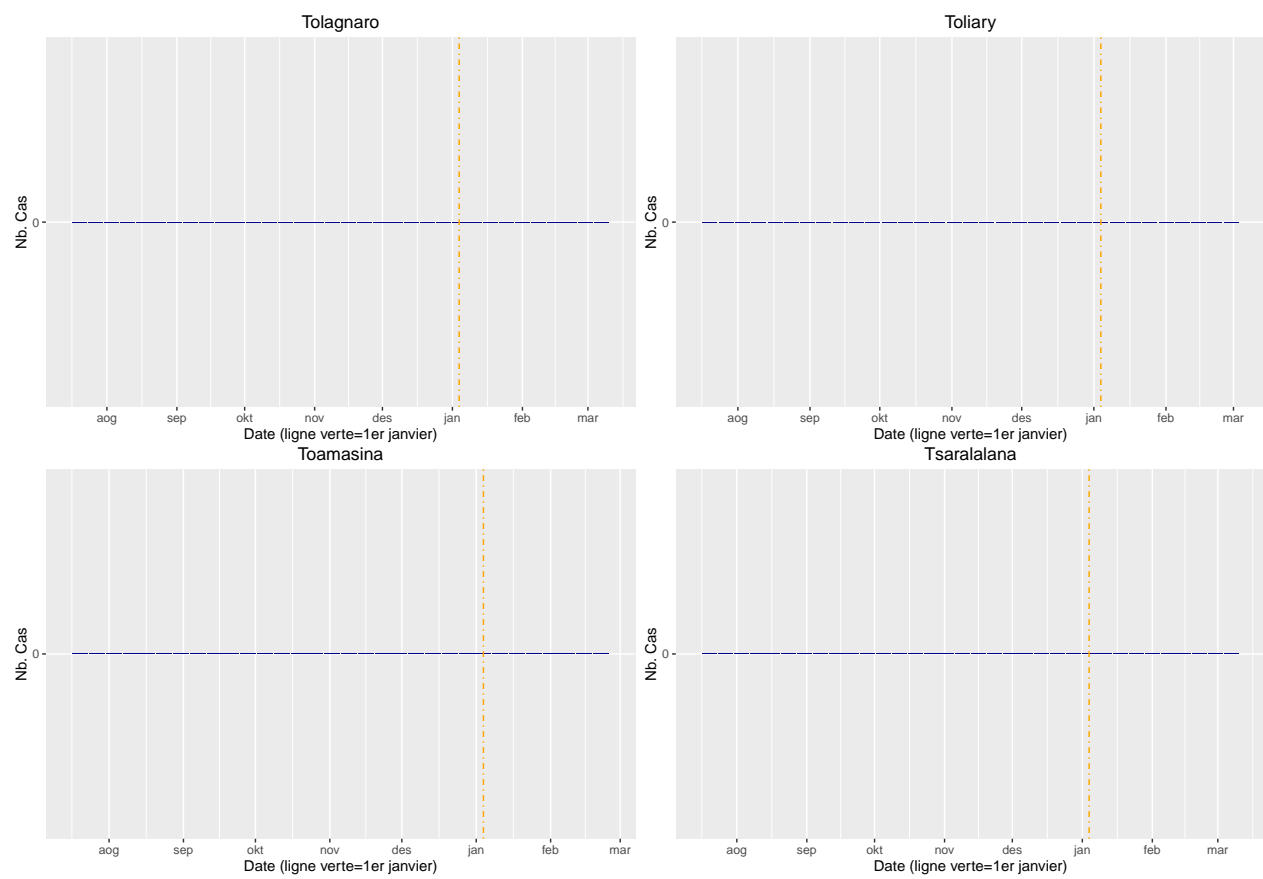 Tolagnaro
Nb. Cas
0
aog sep okt nov des jan feb mar
Date (ligne verte=1er janvier)
Toliary
Nb. Cas
0
aog sep okt nov des jan feb mar
Date (ligne verte=1er janvier)
Toamasina
Nb. Cas
0
aog sep okt nov des jan feb mar
Date (ligne verte=1er janvier)
Tsaralalana
Nb. Cas
0
aog sep okt nov des jan feb mar
Date (ligne verte=1er janvier)